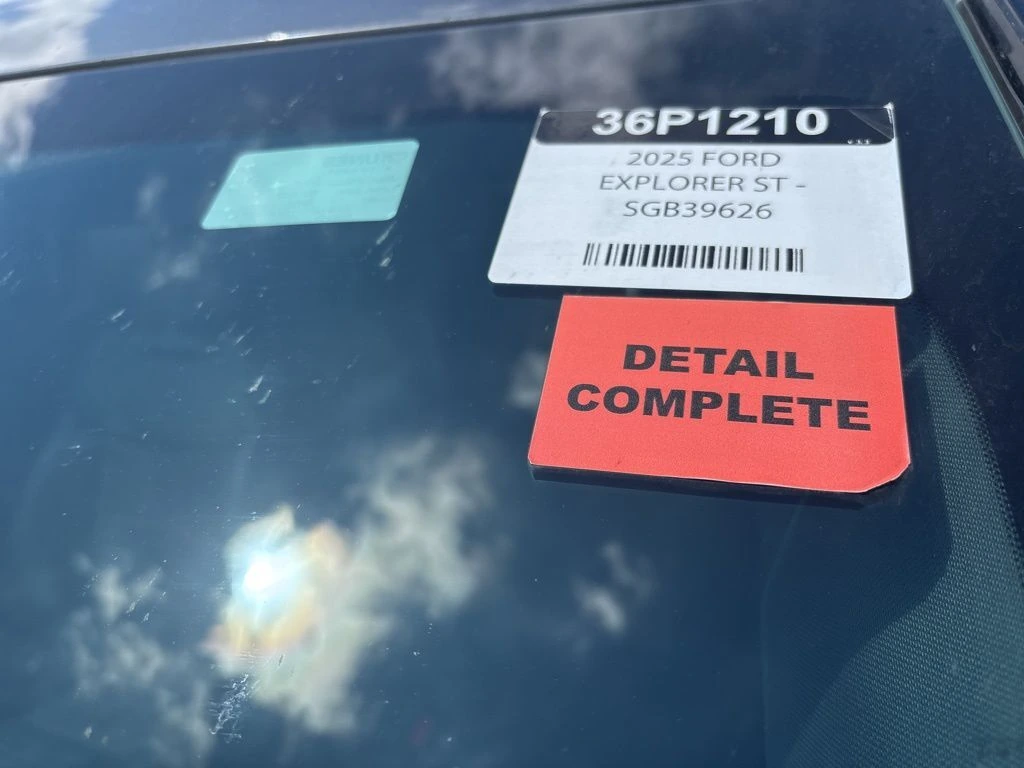 36P1210
2025 FORD
EXPLORER ST -
SGB39626
DETAIL
COMPLETE